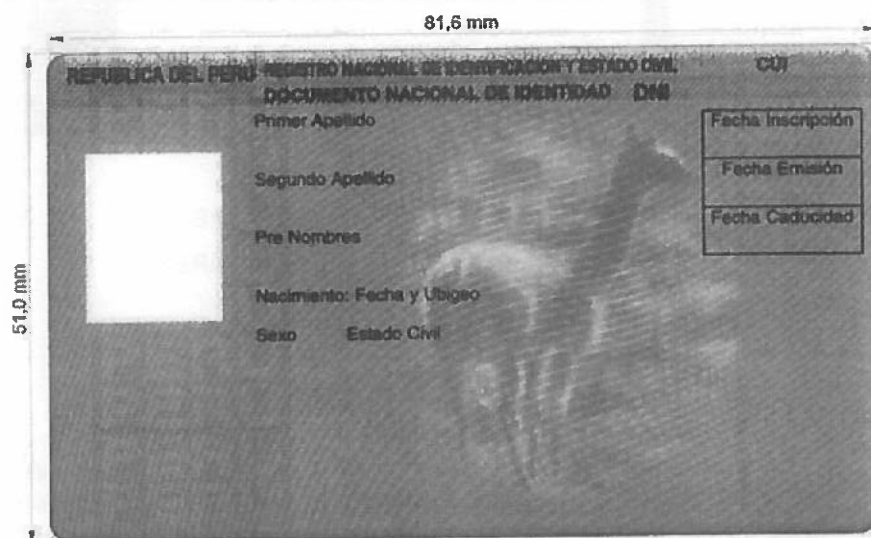 81,6 mm
51,0 mm
REPUBLICA DEL PERÚ REGISTRO NACIONAL DE IDENTIFICACION Y ESTADO CIVIL CUI
DOCUMENTO NACIONAL DE IDENTIDAD DNI
Primer Apellido
Fecha Inscripción
Segundo Apellido
Fecha Emisión
Pre Nombres
Fecha Caducidad
Nacimiento: Fecha y Ubigeo
Sexo Estado Civil